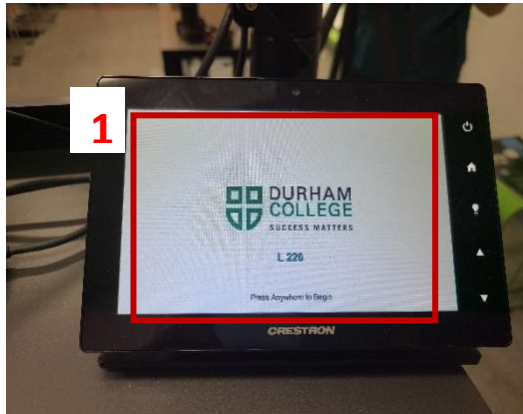 1
DURHAM
COLLEGE
SUCCESS MATTERS
L 226
Press Anywhere to Begin
CRESTRON